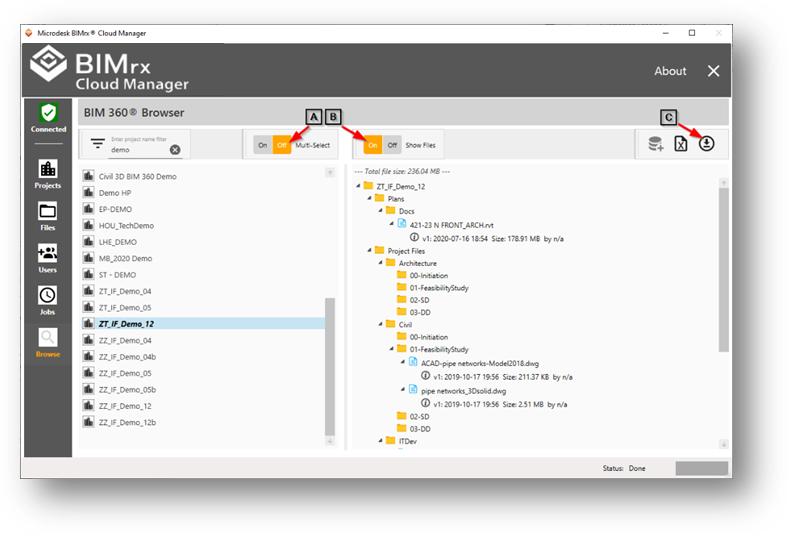 Microdesk BIMrx® Cloud Manager
BIMrx
Cloud Manager
About
Connected
BIM 360® Browser
A B
C
Enter project name filter
demo
On Off Multi-Select
On Off Show Files
Projects
Files
Users
Jobs
Browse
Civil 3D BIM 360 Demo
Demo HP
EP-DEMO
HOU_TechDemo
LHE_DEMO
MB_2020 Demo
ST - DEMO
ZT_IF_Demo_04
ZT_IF_Demo_05
ZT_IF_Demo_12
ZZ_IF_Demo_04
ZZ_IF_Demo_04b
ZZ_IF_Demo_05
ZZ_IF_Demo_05b
ZZ_IF_Demo_12
ZZ_IF_Demo_12b
--- Total file size: 236.04 MB ---
ZT_IF_Demo_12
Plans
Docs
421-23 N FRONT_ARCH.rvt
v1: 2020-07-16 18:54 Size: 178.91 MB by n/a
Project Files
Architecture
00-Initiation
01-FeasibilityStudy
02-SD
03-DD
Civil
00-Initiation
01-FeasibilityStudy
ACAD-pipe networks-Model2018.dwg
v1: 2019-10-17 19:56 Size: 211.37 KB by n/a
pipe networks_3Dsolid.dwg
v1: 2019-10-17 19:56 Size: 2.51 MB by n/a
02-SD
03-DD
ITDev
Status: Done